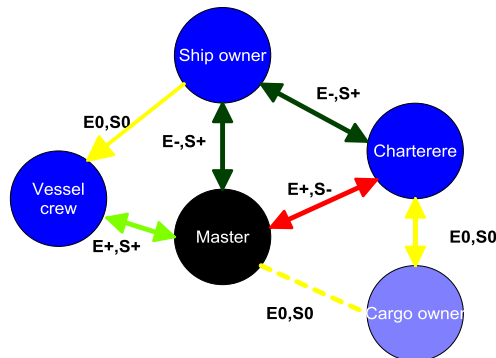 Ship owner
E-,S+
E0,S0
E-,S+
Charterere
Vessel
crew
E+,S-
Master
E+,S+
E0,S0
E0,S0
Cargo owner